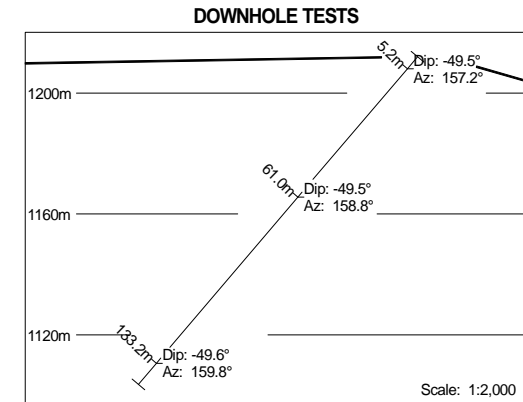 DOWNHOLE TESTS
5.2m
Dip: -49.5°
Az: 157.2°
1200m
61.0m
Dip: -49.5°
Az: 158.8°
1160m
1120m
133.2m
Dip: -49.6°
Az: 159.8°
Scale: 1:2,000